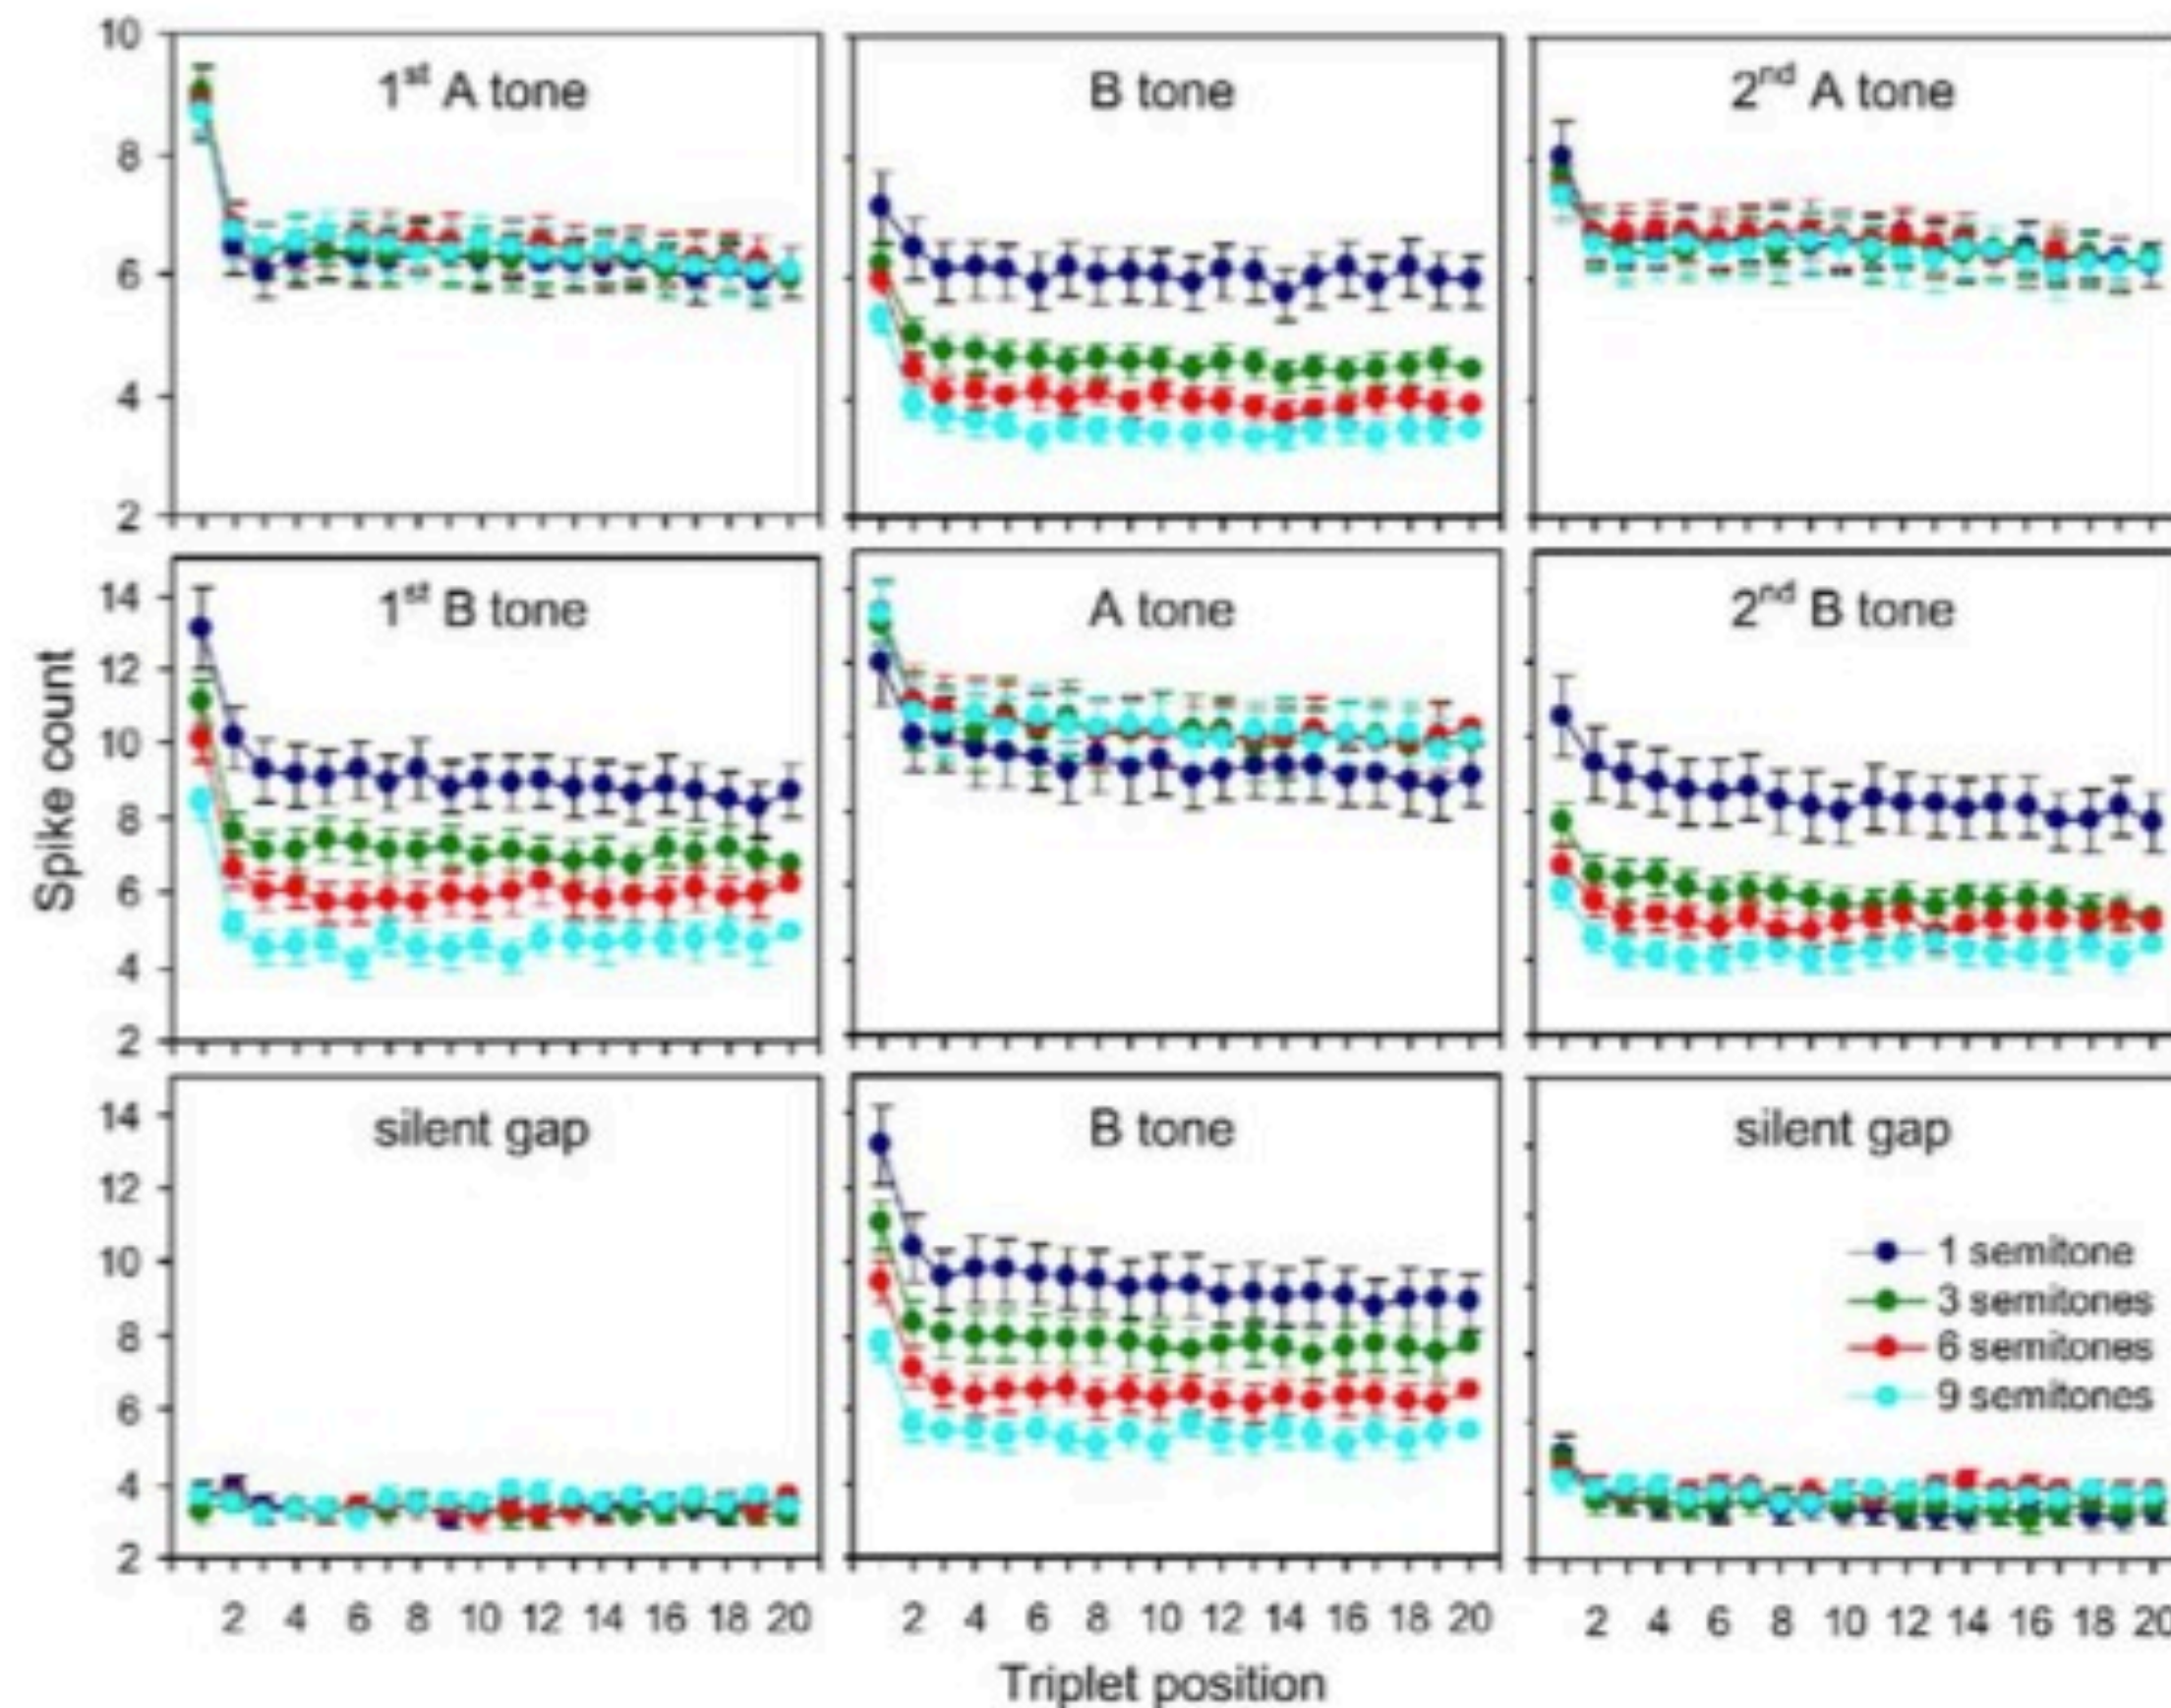 10
8
6
4
2
1st A tone
B tone
2nd A tone
14
12
10
8
6
4
2
1st B tone
A tone
2nd B tone
Spike count
14
12
10
8
6
4
2
silent gap
B tone
silent gap
1 semitone
3 semitones
6 semitones
9 semitones
2 4 6 8 10 12 14 16 18 20
2 4 6 8 10 12 14 16 18 20
2 4 6 8 10 12 14 16 18 20
Triplet position